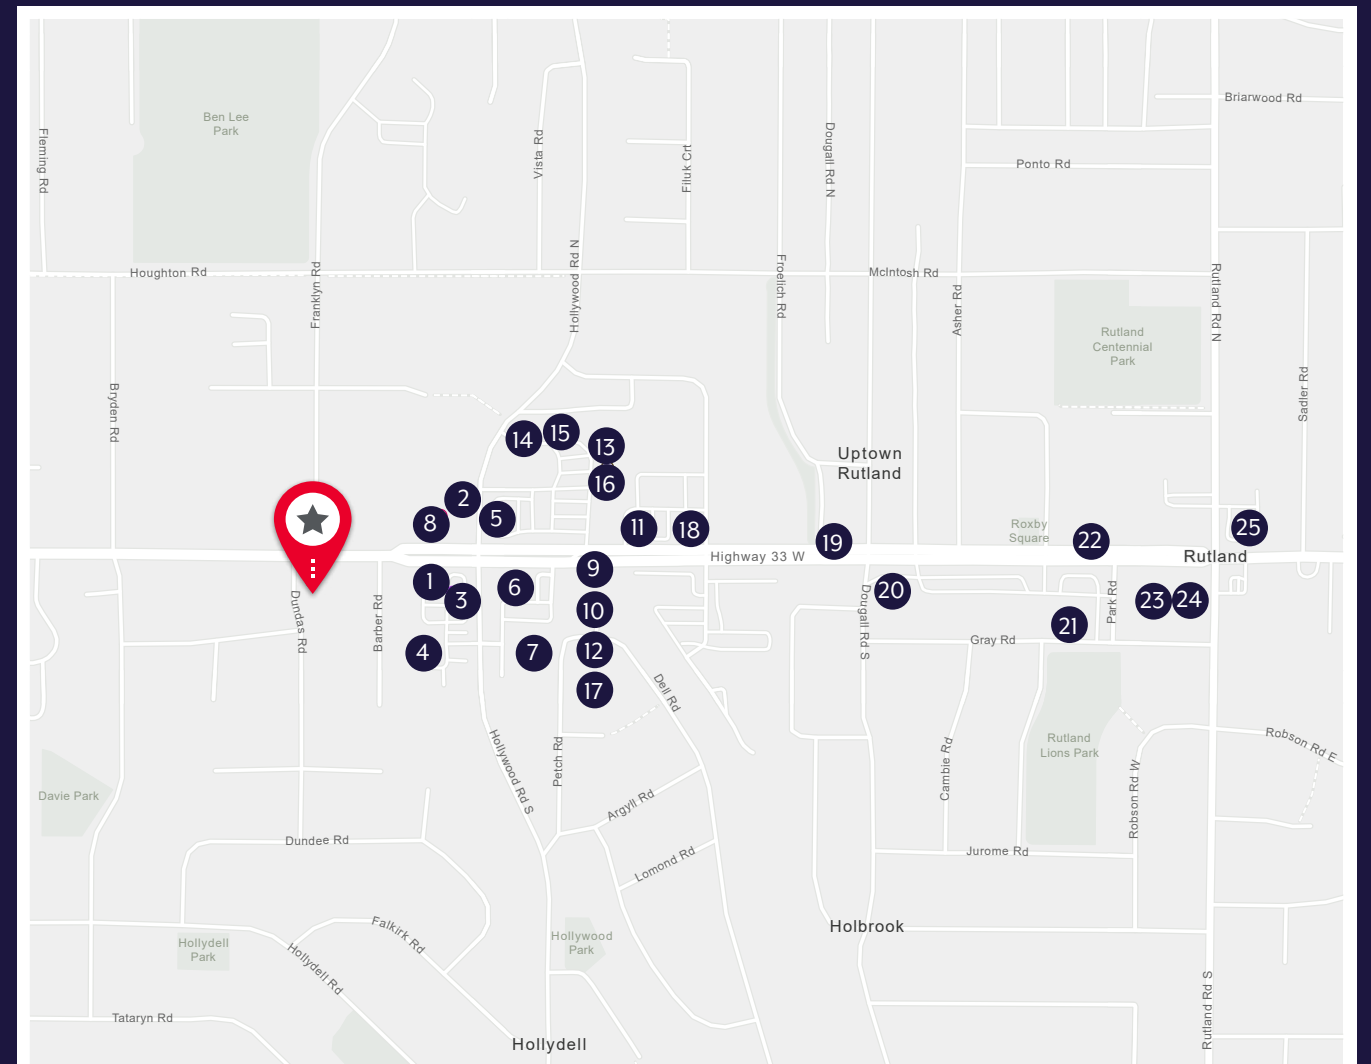 Briarwood Rd
Ben Lee
Park
Fleming Rd
Vista Rd
Filuk Crt
Dougall Rd N
Ponto Rd
Houghton Rd
Franklyn Rd
Hollywood Rd N
Froelich Rd
McIntosh Rd
Asher Rd
Rutland Rd N
Rutland
Centennial
Park
Sadler Rd
Bryden Rd
14
15
13
16
Uptown
Rutland
2
8
5
11
18
19
Roxby
Square
22
25
Highway 33 W
Rutland
1
3
6
9
10
20
23
24
21
Park Rd
Dundas Rd
Barber Rd
4
7
12
17
Dougall Rd S
Gray Rd
Dell Rd
Hollywood Rd S
Petch Rd
Cambie Rd
Rutland
Lions Park
Robson Rd W
Robson Rd E
Davie Park
Argyll Rd
Dundee Rd
Lomond Rd
Jurome Rd
Falkirk Rd
Holbrook
Hollydell
Park
Hollydell Rd
Hollywood
Park
Rutland Rd S
Tataryn Rd
Hollydell